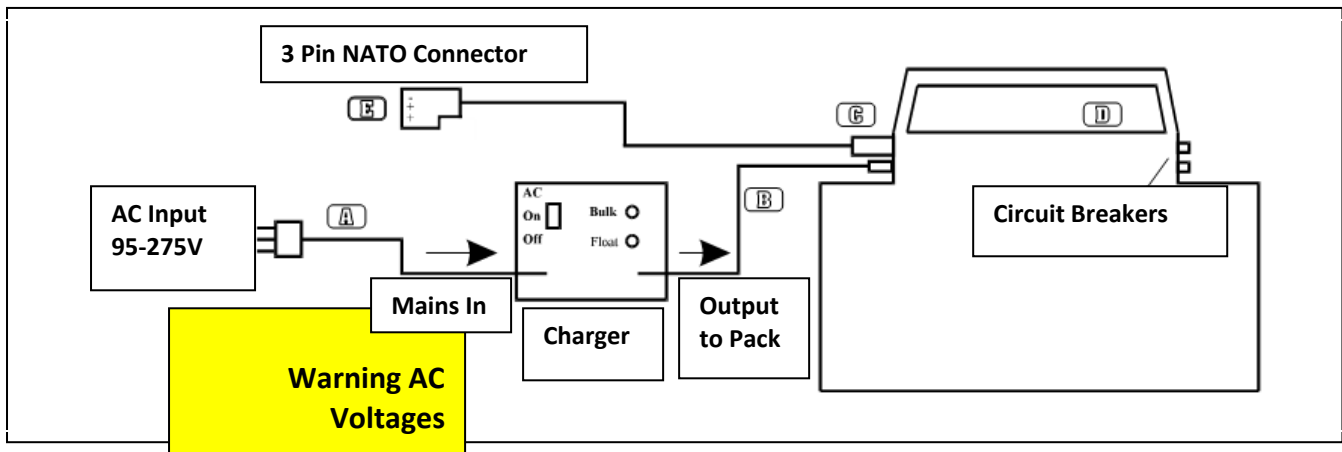 3 Pin NATO Connector
E
-
+
+
C
D
AC Input
95-275V
A
AC
On
Off
Bulk
Float
B
Circuit Breakers
Mains In
Charger
Output
to Pack
Warning AC
Voltages